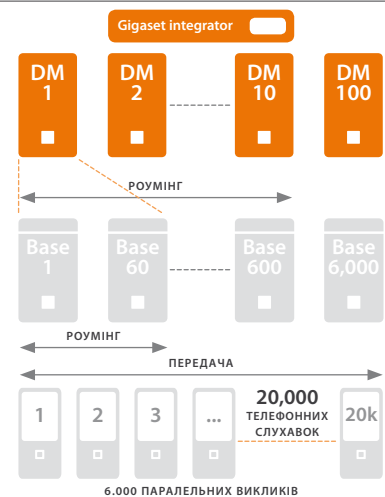 Gigaset integrator
DM 1
DM 2
DM 10
DM 100
РОУМІНГ
Base 1
Base 60
Base 600
Base 6,000
РОУМІНГ
ПЕРЕДАЧА
1
2
3
...
20,000
ТЕЛЕФОННИХ
СЛУХАВОК
20k
6.000 ПАРАЛЕЛЬНИХ ВИКЛИКІВ